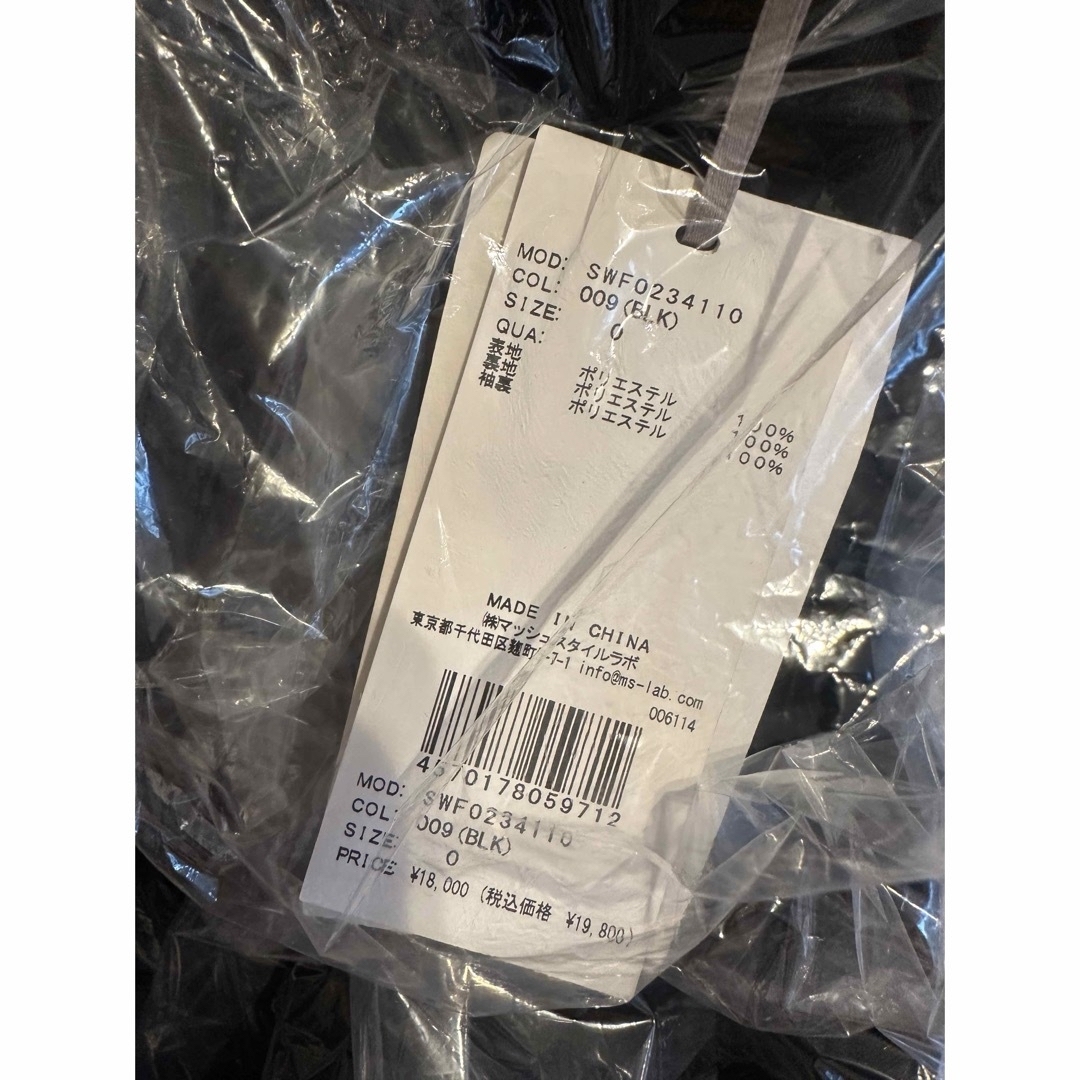 MOD: SWF0234110
COL: 009(BLK)
SIZE: 0
QUA:
表地 ポリエステル 100%
裏地 ポリエステル 100%
袖裏 ポリエステル 100%
MADE IN CHINA
㈱マッシュスタイルラボ
東京都千代田区麹町 -7-1 info@ms-lab.com
006114
4570178059712
MOD: SWF0234110
COL: 009(BLK)
SIZE: 0
PRICE ¥18,000 (税込価格 ¥19,800)